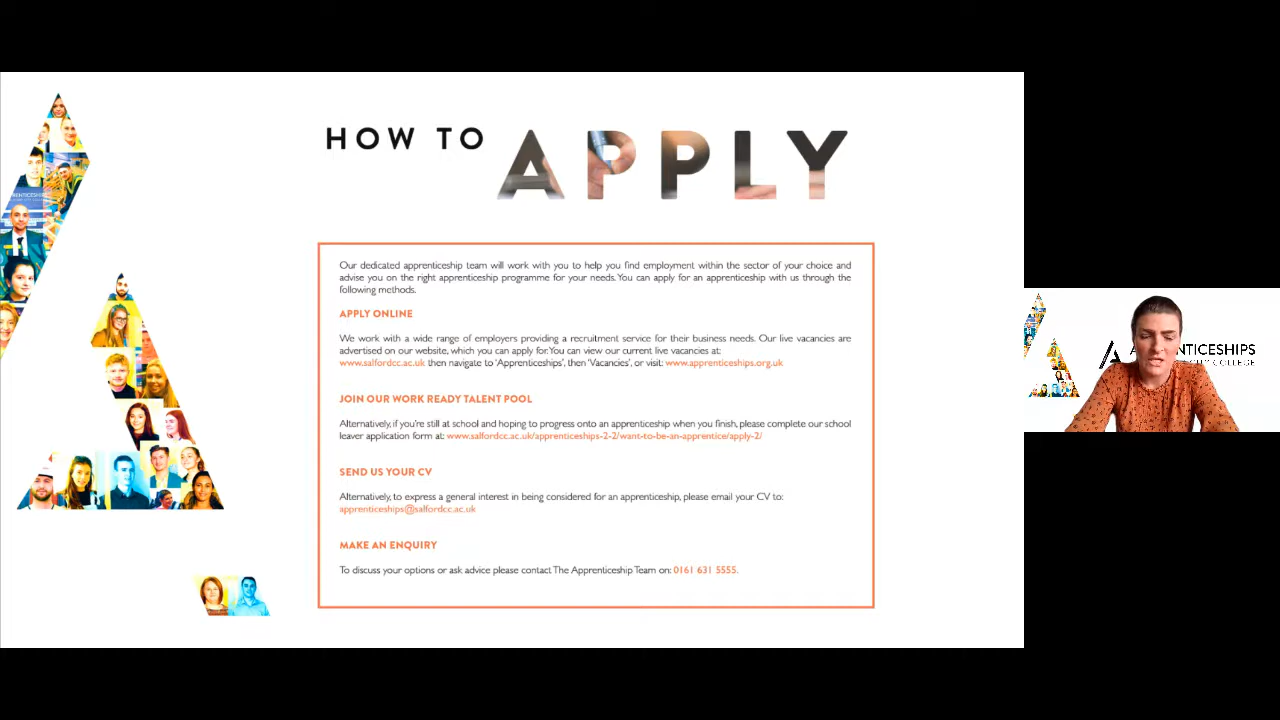 HOW TO APPLY
Our dedicated apprenticeship team will work with you to help you find employment within the sector of your choice and
advise you on the right apprenticeship programme for your needs. You can apply for an apprenticeship with us through the
following methods.
APPLY ONLINE
We work with a wide range of employers providing a recruitment service for their business needs. Our live vacancies are
advertised on our website, which you can apply for. You can view our current live vacancies at:
www.salfordcc.ac.uk then navigate to 'Apprenticeships', then 'Vacancies', or visit: www.apprenticeships.org.uk
JOIN OUR WORK READY TALENT POOL
Alternatively, if you're still at school and hoping to progress onto an apprenticeship when you finish, please complete our school
leaver application form at: www.salfordcc.ac.uk/apprenticeships-2-2/want-to-be-an-apprentice/apply-2/
SEND US YOUR CV
Alternatively, to express a general interest in being considered for an apprenticeship, please email your CV to:
apprenticeships@salfordcc.ac.uk
MAKE AN ENQUIRY
To discuss your options or ask advice please contact The Apprenticeship Team on: 0161 631 5555.
COLLEGE